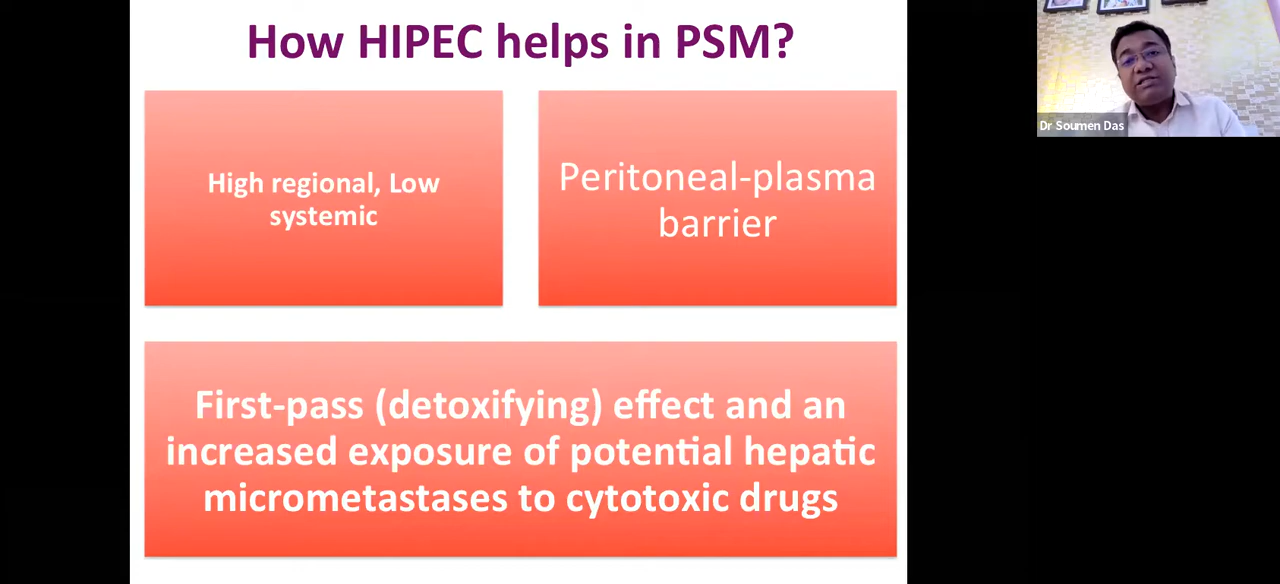 How HIPEC helps in PSM?
High regional, Low
systemic
Peritoneal-plasma
barrier
First-pass (detoxifying) effect and an
increased exposure of potential hepatic
micrometastases to cytotoxic drugs
Dr Soumen Das